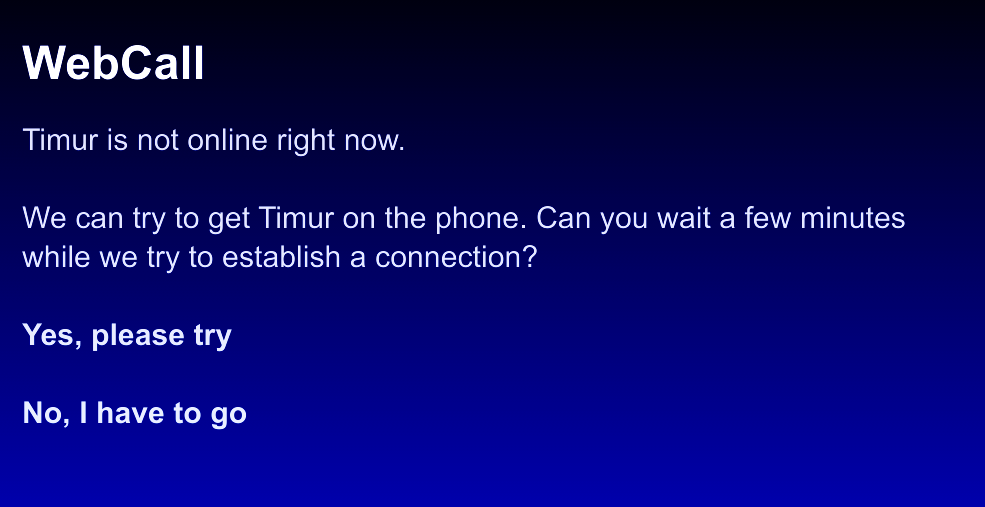 WebCall
Timur is not online right now.
We can try to get Timur on the phone. Can you wait a few minutes
while we try to establish a connection?
Yes, please try
No, I have to go